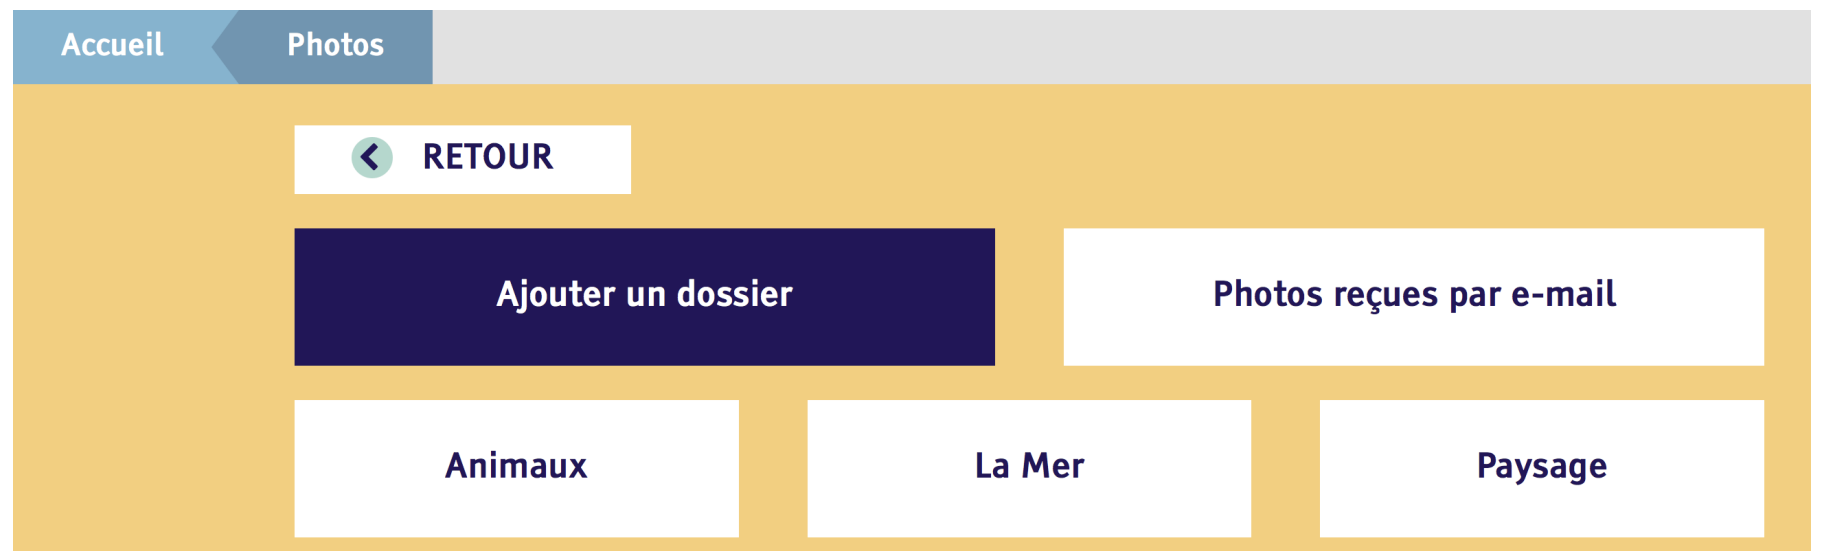 Accueil
Photos
RETOUR
Ajouter un dossier
Photos reçues par e-mail
Animaux
La Mer
Paysage